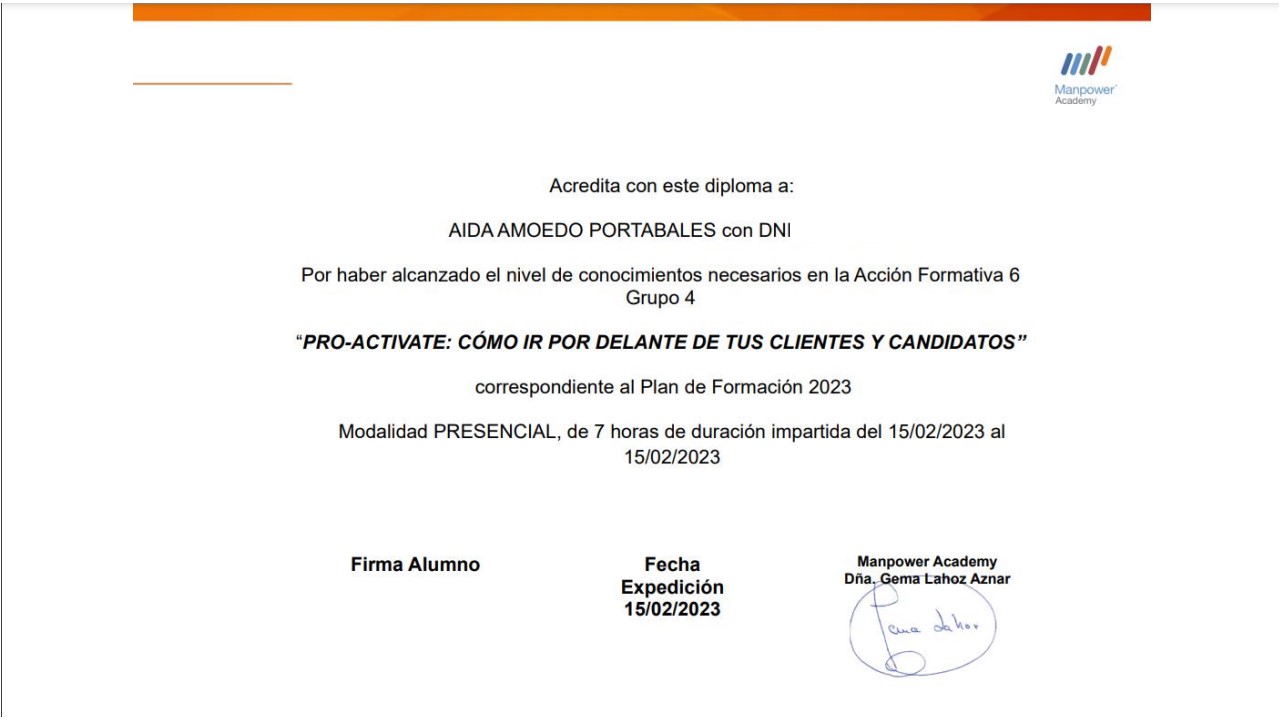 Manpower
Academy
Acredita con este diploma a:
AIDA AMOEDO PORTABALES con DNI
Por haber alcanzado el nivel de conocimientos necesarios en la Acción Formativa 6
Grupo 4
“PRO-ACTIVATE: CÓMO IR POR DELANTE DE TUS CLIENTES Y CANDIDATOS”
correspondiente al Plan de Formación 2023
Modalidad PRESENCIAL, de 7 horas de duración impartida del 15/02/2023 al
15/02/2023
Firma Alumno
Fecha
Expedición
15/02/2023
Manpower Academy
Dña. Gema Lahoz Aznar
Gema Lahoz